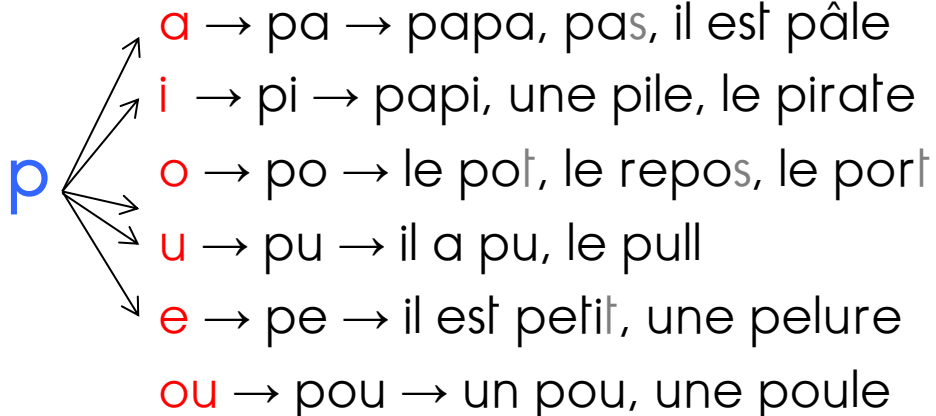 a → pa → papa, pas, il est pâle
i → pi → papi, une pile, le pirate
p
o → po → le pot, le repos, le port
u → pu → il a pu, le pull
e → pe → il est petit, une pelure
ou → pou → un pou, une poule